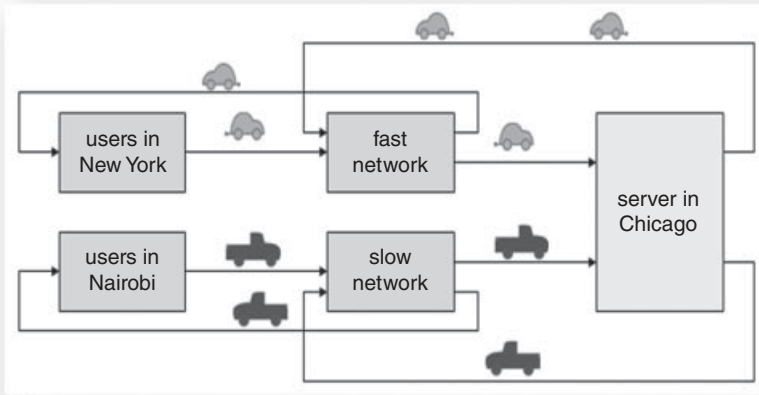 users in
New York
fast
network
server in
Chicago
users in
Nairobi
slow
network